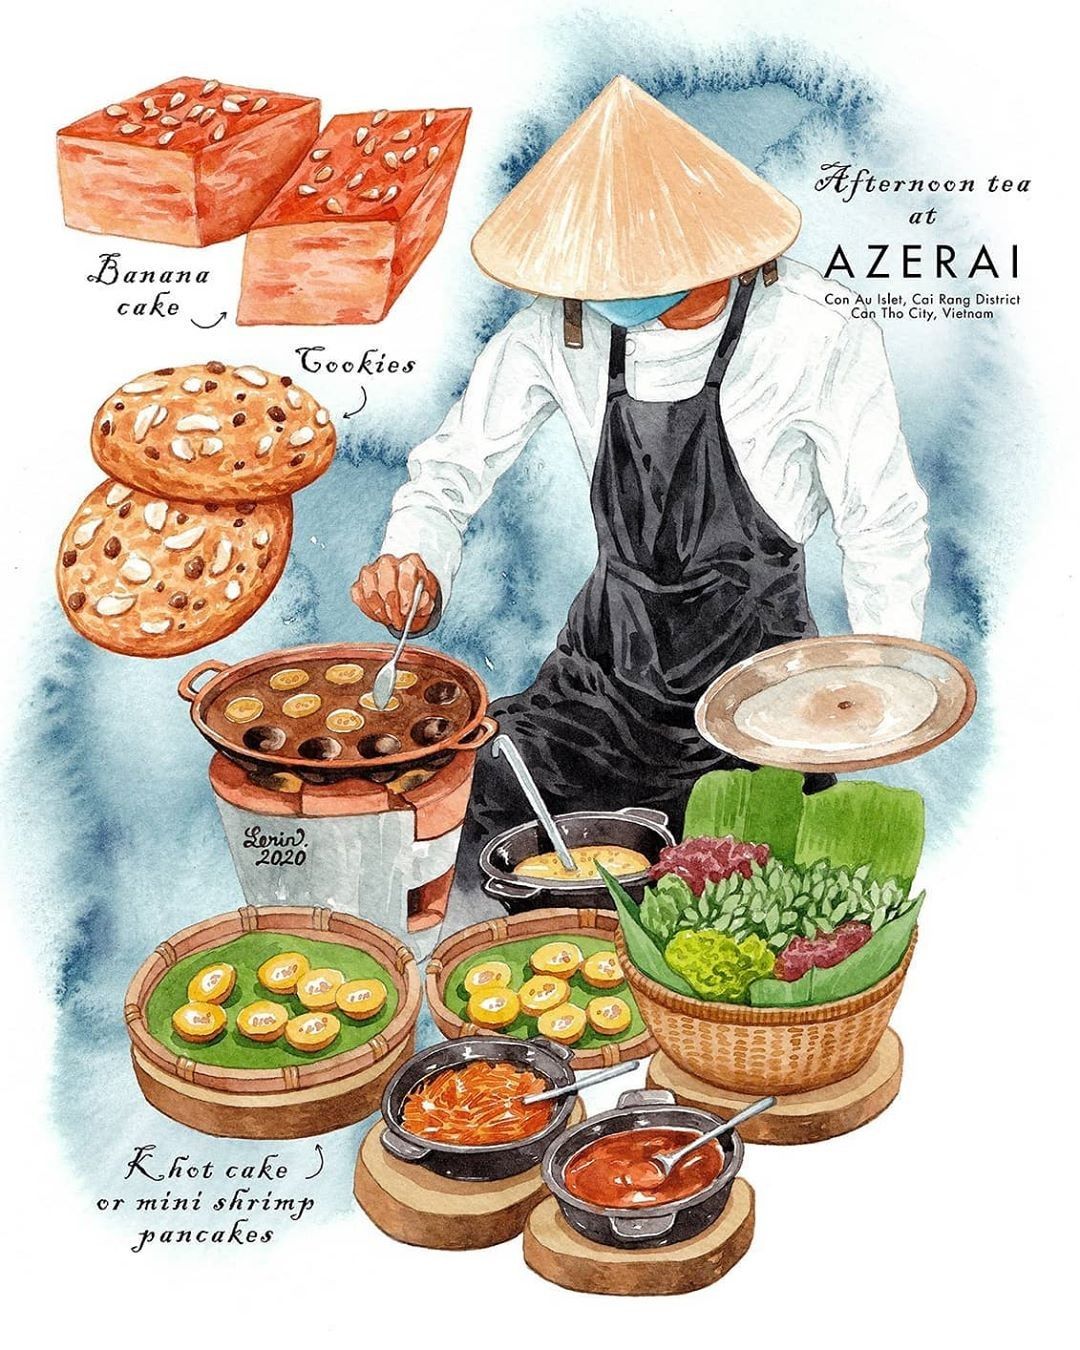 Afternoon tea
at
AZERAI
Con Au Islet, Cai Rang District
Can Tho City, Vietnam
Banana
cake
Cookies
Lerin.
2020
Khot cake
or mini shrimp
pancakes